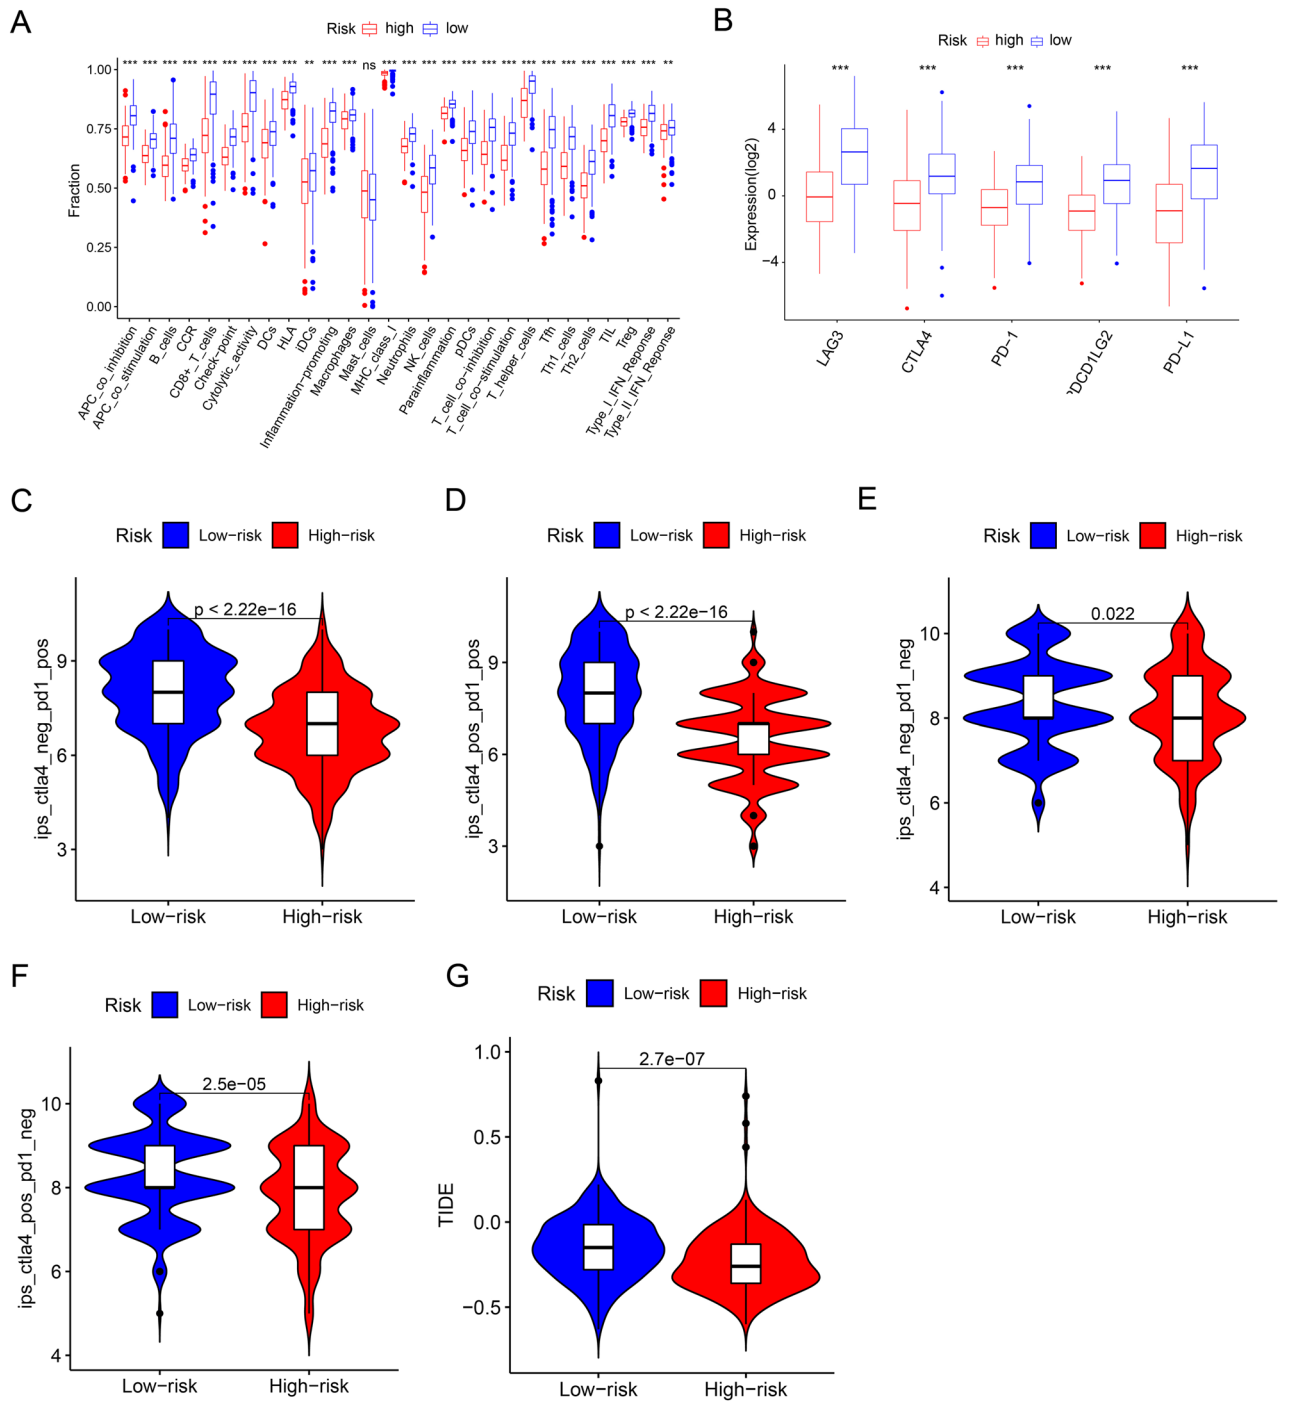 A
Risk high low
*** *** *** *** *** *** *** *** *** ** *** *** ns *** *** *** *** *** *** *** *** *** *** *** *** *** *** ** 
Fraction
1.00
0.75
0.50
0.25
0.00
APC_co_inhibition
APC_co_stimulation
B_cells
CCR
CD8+_T_cells
Check−point
Cytolytic_activity
DCs
HLA
iDCs
Inflammation−promoting
Macrophages
Mast_cells
MHC_class_I
Neutrophils
NK_cells
Parainflammation
pDCs
T_cell_co−inhibition
T_cell_co−stimulation
T_helper_cells
Tfh
Th1_cells
Th2_cells
TIL
Treg
Type_I_IFN_Reponse
Type_II_IFN_Reponse
B
Risk high low
*** *** *** *** ***
Expression(log2)
4
0
−4
LAG3
CTLA4
PD−1
PDCD1LG2
PD−L1
C
Risk Low−risk High−risk
p < 2.22e−16
ips_ctla4_neg_pd1_pos
9
6
3
Low−risk High−risk
D
Risk Low−risk High−risk
p < 2.22e−16
ips_ctla4_pos_pd1_pos
9
6
3
Low−risk High−risk
E
Risk Low−risk High−risk
0.022
ips_ctla4_neg_pd1_neg
10
8
6
4
Low−risk High−risk
F
Risk Low−risk High−risk
2.5e−05
ips_ctla4_pos_pd1_neg
10
8
6
4
Low−risk High−risk
G
Risk Low−risk High−risk
2.7e−07
TIDE
1.0
0.5
0.0
−0.5
Low−risk High−risk